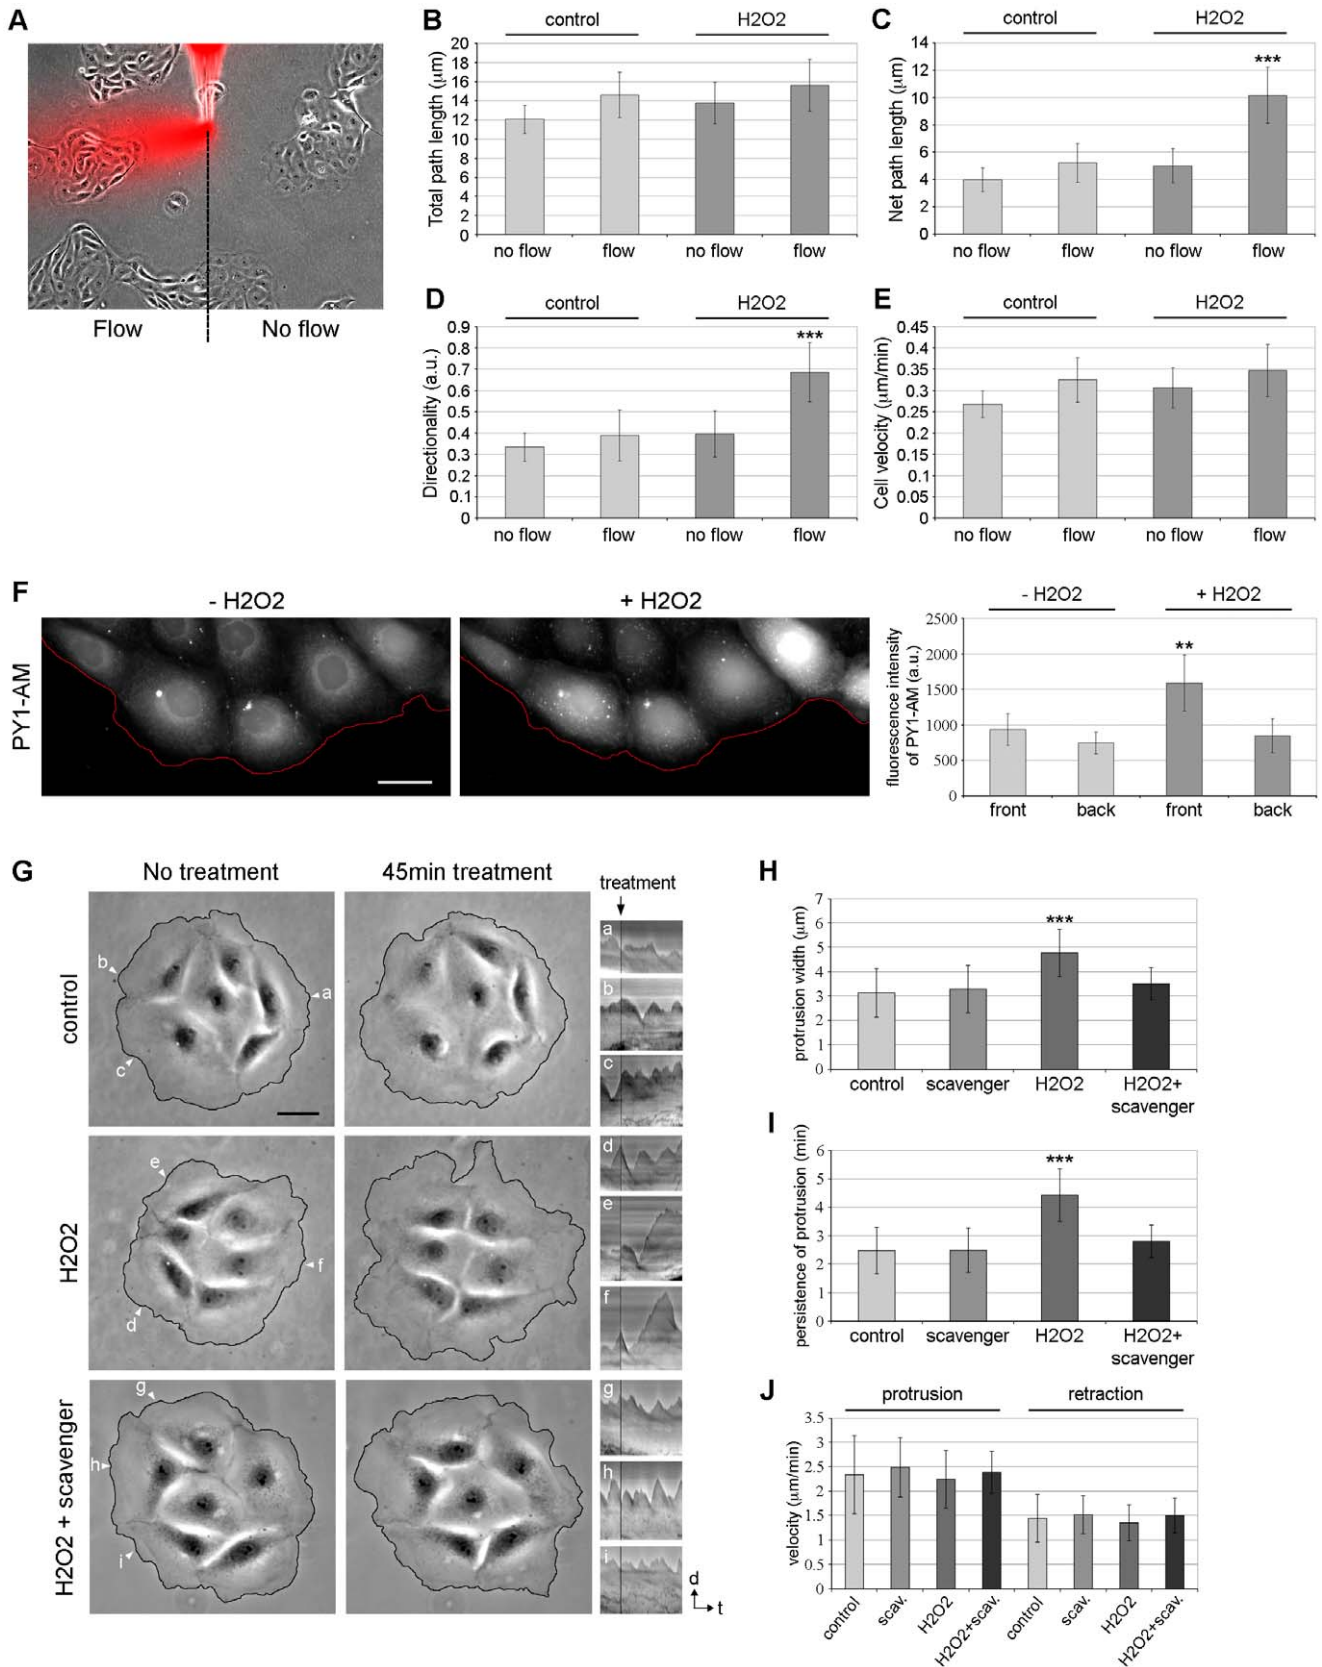 A
Flow
No flow
B
control
H2O2
Total path length (μm)
20
18
16
14
12
10
8
6
4
2
0
no flow
flow
no flow
flow
C
control
H2O2
Net path length (μm)
14
12
10
8
6
4
2
0
***
no flow
flow
no flow
flow
D
control
H2O2
Directionality (a.u.)
0.9
0.8
0.7
0.6
0.5
0.4
0.3
0.2
0.1
0
***
no flow
flow
no flow
flow
E
control
H2O2
Cell velocity (μm/min)
0.45
0.4
0.35
0.3
0.25
0.2
0.15
0.1
0.05
0
no flow
flow
no flow
flow
F
- H2O2
+ H2O2
PY1-AM
- H2O2
+ H2O2
fluorescence intensity
of PY1-AM (a.u.)
2500
2000
1500
1000
500
0
**
front
back
front
back
G
No treatment
45min treatment
treatment
control
b
a
c
a
b
c
H2O2
e
f
d
d
e
f
H2O2 + scavenger
g
h
i
g
h
i
d
t
H
protrusion width (μm)
7
6
5
4
3
2
1
0
***
control
scavenger
H2O2
H2O2+
scavenger
I
persistence of protrusion (min)
6
5
4
3
2
1
0
***
control
scavenger
H2O2
H2O2+
scavenger
J
protrusion
retraction
velocity (μm/min)
3.5
3
2.5
2
1.5
1
0.5
0
control
scav.
H2O2
H2O2+scav.
control
scav.
H2O2
H2O2+scav.